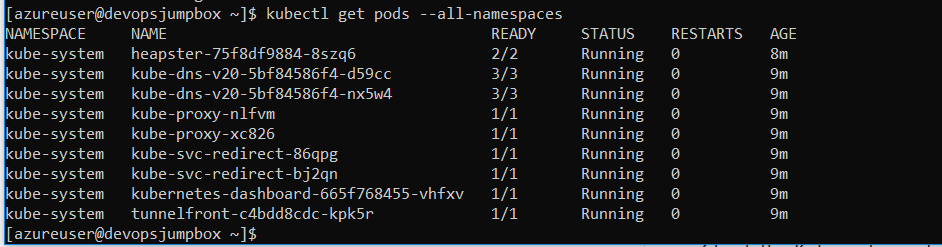 [azureuser@devopsjumpbox ~]$ kubectl get pods --all-namespaces
NAMESPACE NAME READY STATUS RESTARTS AGE
kube-system heapster-75f8df9884-8szq6 2/2 Running 0 8m
kube-system kube-dns-v20-5bf84586f4-d59cc 3/3 Running 0 9m
kube-system kube-dns-v20-5bf84586f4-nx5w4 3/3 Running 0 9m
kube-system kube-proxy-nlfvm 1/1 Running 0 9m
kube-system kube-proxy-xc826 1/1 Running 0 9m
kube-system kube-svc-redirect-86qpg 1/1 Running 0 9m
kube-system kube-svc-redirect-bj2qn 1/1 Running 0 9m
kube-system kubernetes-dashboard-665f768455-vhfxv 1/1 Running 0 9m
kube-system tunnelfront-c4bdd8cdc-kpk5r 1/1 Running 0 9m
[azureuser@devopsjumpbox ~]$